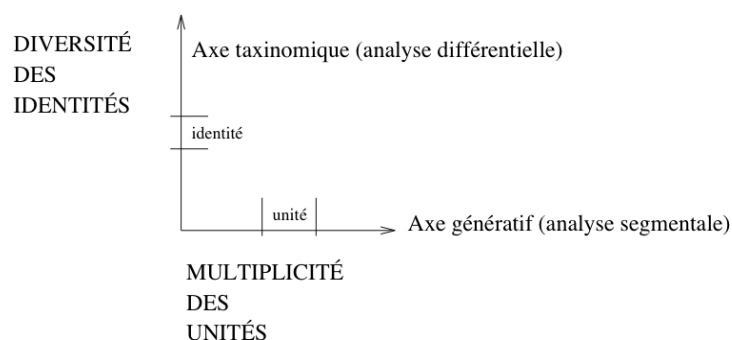 DIVERSITÉ
DES
IDENTITÉS
Axe taxinomique (analyse différentielle)
identité
unité
Axe génératif (analyse segmentale)
MULTIPLICITÉ
DES
UNITÉS